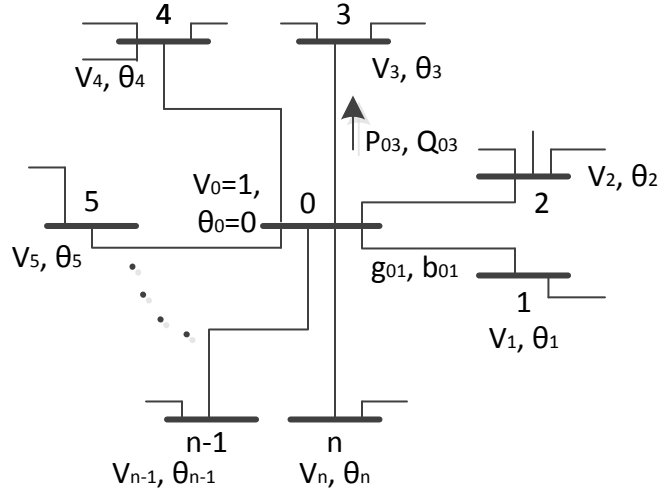 4
3
V4, θ4
V3, θ3
P03, Q03
V0=1,
θ0=0
0
5
V5, θ5
2
V2, θ2
g01, b01
1
V1, θ1
n-1
Vn-1, θn-1
n
Vn, θn